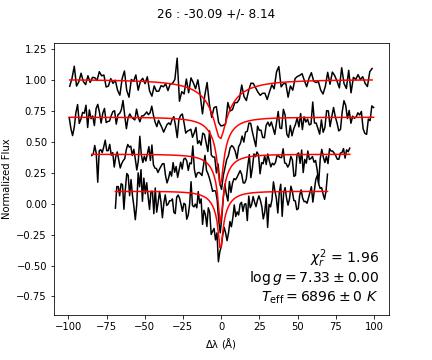 26 : -30.09 +/- 8.14
1.25
1.00
0.75
0.50
0.25
0.00
−0.25
−0.50
−0.75
Normalized Flux
χ²ᵣ = 1.96
log g = 7.33 ± 0.00
T_eff = 6896 ± 0 K
−100 −75 −50 −25 0 25 50 75 100
Δλ (Å)